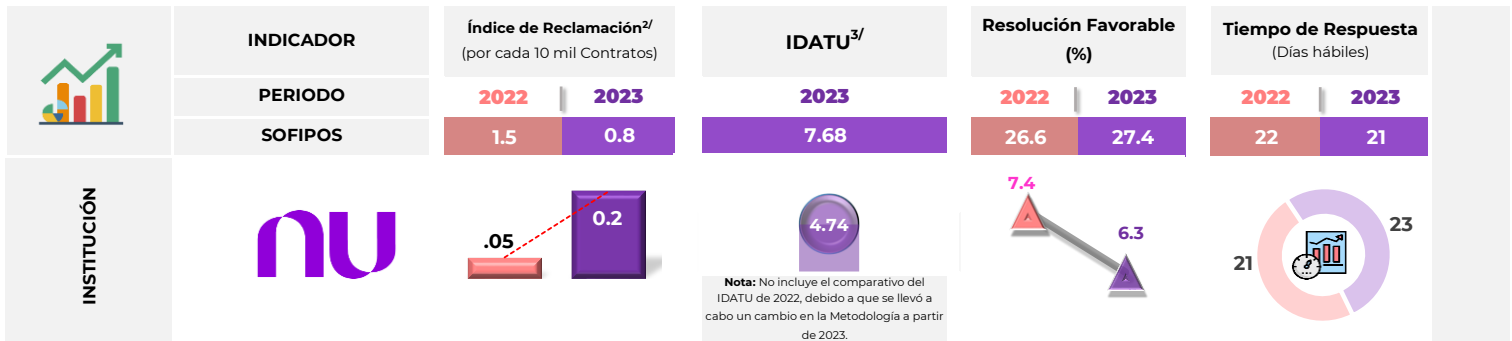 INDICADOR
Índice de Reclamación2/
(por cada 10 mil Contratos)
IDATU3/
Resolución Favorable
(%)
Tiempo de Respuesta
(Días hábiles)
PERIODO
2022 2023
2023
2022 2023
2022 2023
SOFIPOS
1.5 0.8
7.68
26.6 27.4
22 21
INSTITUCIÓN
nu
.05
0.2
4.74
Nota: No incluye el comparativo del
IDATU de 2022, debido a que se llevó a
cabo un cambio en la Metodología a partir
de 2023.
7.4
6.3
21
23